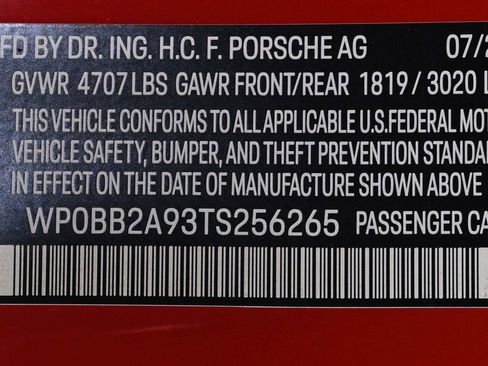 FD BY DR. ING. H.C. F. PORSCHE AG 07/2
GVWR 4707 LBS GAWR FRONT/REAR 1819 / 3020 L
THIS VEHICLE CONFORMS TO ALL APPLICABLE U.S.FEDERAL MOT
VEHICLE SAFETY, BUMPER, AND THEFT PREVENTION STANDA
IN EFFECT ON THE DATE OF MANUFACTURE SHOWN ABOVE
WP0BB2A93TS256265 PASSENGER CA